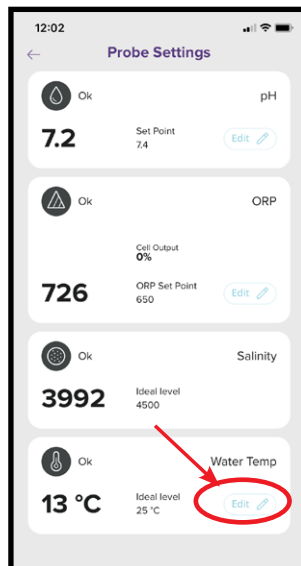 12:02
Probe Settings
Ok
pH
7.2
Set Point
7.4
Edit
Ok
ORP
Cell Output
0%
726
ORP Set Point
650
Edit
Ok
Salinity
3992
Ideal level
4500
Ok
Water Temp
13 °C
Ideal level
25 °C
Edit